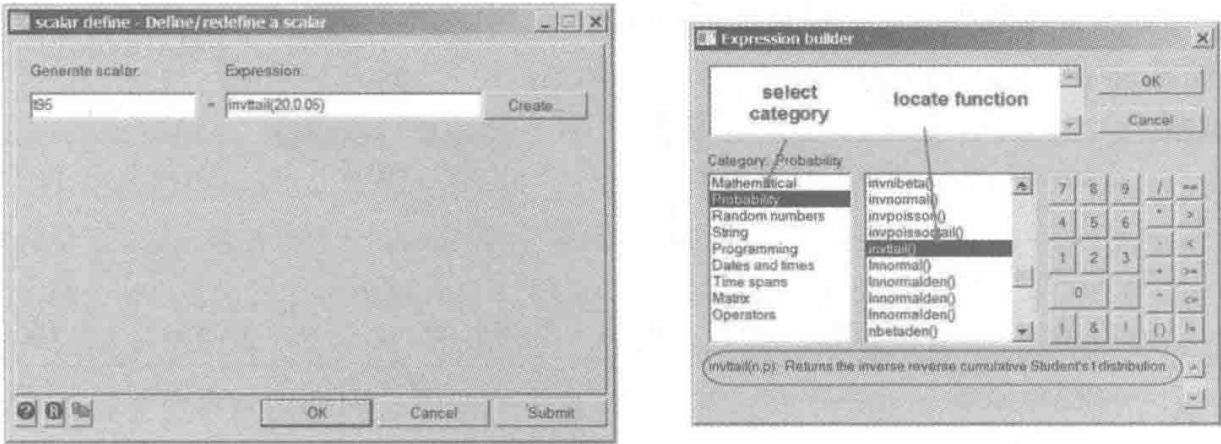 scalar define - Define/redefine a scalar
Generate scalar:
Expression:
t95
=
invttail(20,0.05)
Create...
OK
Cancel
Submit
Expression builder
select
category
locate function
OK
Cancel
Category: Probability
Mathematical
Probability
Random numbers
String
Programming
Dates and times
Time spans
Matrix
Operators
invnibeta()
invnormal()
invpoisson()
invpoissontail()
invttail()
lnnormal()
lnnormalden()
lnnormalden()
lnnormalden()
nbetaden()
7 8 9 / ==
4 5 6 * >
1 2 3 - <
0 . + >=
| & ! ^ <=
() !=
invttail(n,p): Returns the inverse reverse cumulative Student's t distribution